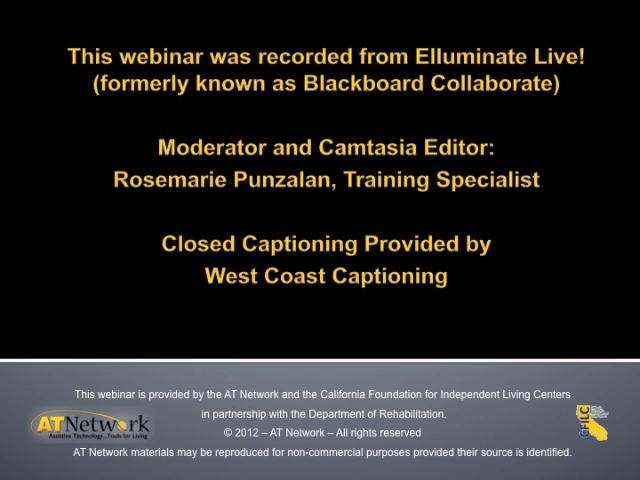 This webinar was recorded from Elluminate Live!
(formerly known as Blackboard Collaborate)
Moderator and Camtasia Editor:
Rosemarie Punzalan, Training Specialist
Closed Captioning Provided by
West Coast Captioning
This webinar is provided by the AT Network and the California Foundation for Independent Living Centers
in partnership with the Department of Rehabilitation.
© 2012 – AT Network – All rights reserved
AT Network materials may be reproduced for non-commercial purposes provided their source is identified.
ATNetwork
Assistive Technology...Tools for Living
CFILC